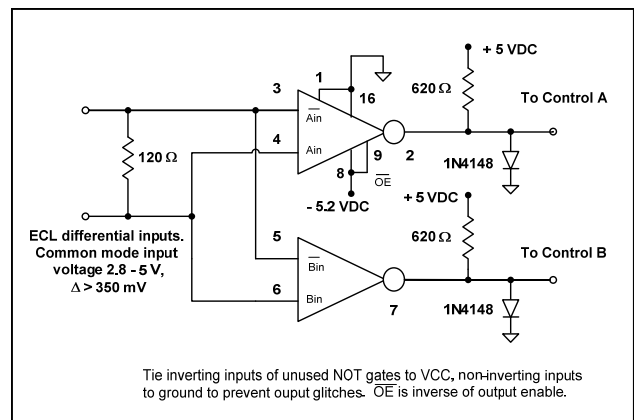 + 5 VDC
1
3
16
620 Ω
To Control A
Ain
4
Ain
9
2
120 Ω
8
OE
1N4148
- 5.2 VDC
+ 5 VDC
ECL differential inputs.
Common mode input
voltage 2.8 - 5 V,
Δ > 350 mV
5
620 Ω
To Control B
Bin
6
Bin
7
1N4148
Tie inverting inputs of unused NOT gates to VCC, non-inverting inputs
to ground to prevent ouput glitches. OE is inverse of output enable.